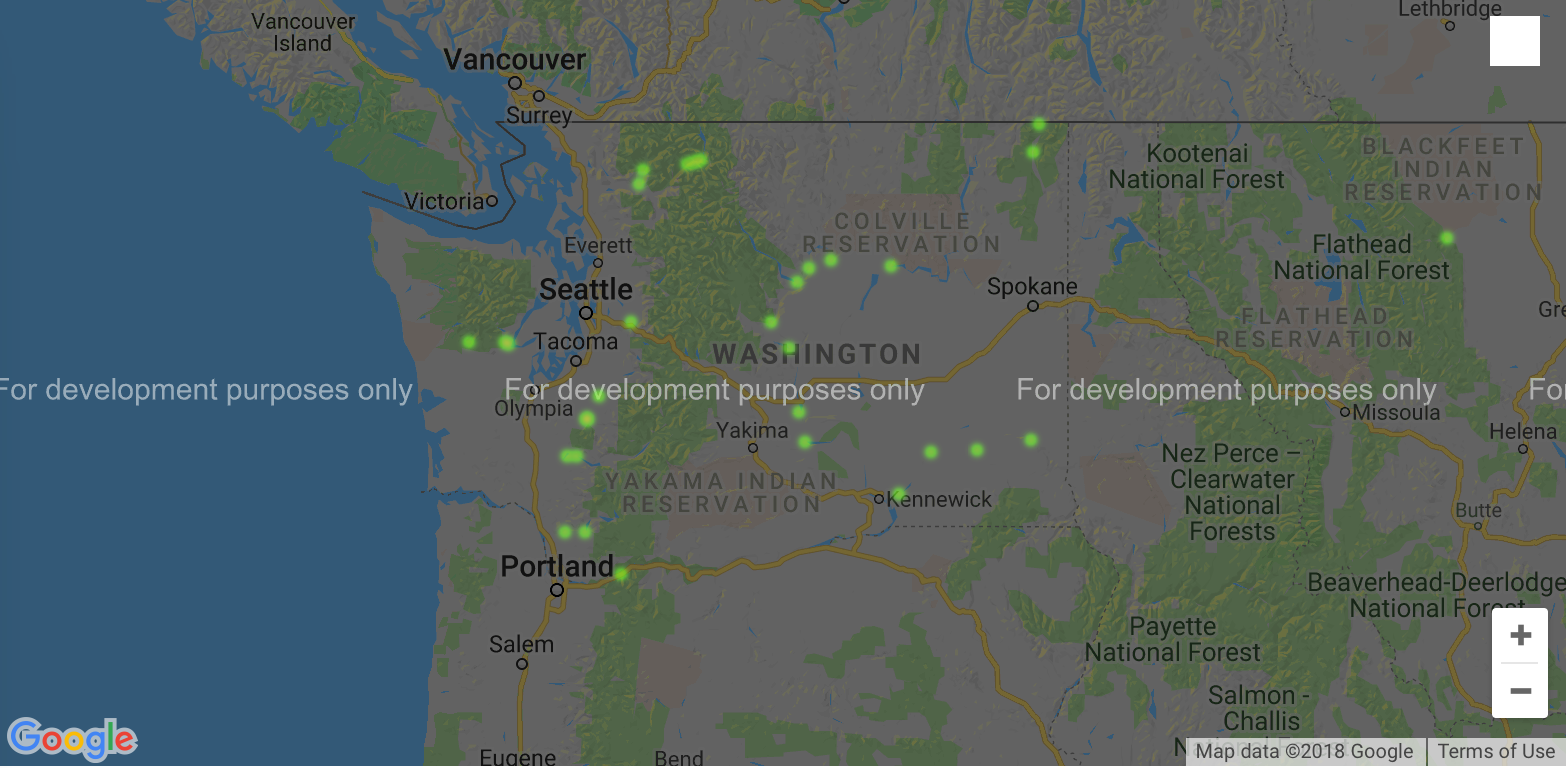 Vancouver
Island
Lethbridge
Vancouver
Surrey
Kootenai
National Forest
BLACKFEET
INDIAN
RESERVATION
Victoria
COLVILLE
RESERVATION
Everett
Flathead
National Forest
Seattle
Spokane
Gre
FLATHEAD
RESERVATION
Tacoma
WASHINGTON
For development purposes only
For development purposes only
For development purposes only
For
Olympia
Missoula
Yakima
Helena
Nez Perce –
Clearwater
National
Forests
YAKAMA INDIAN
RESERVATION
Kennewick
Butte
Portland
Beaverhead-Deerlodge
National Forest
Payette
National Forest
Salem
Salmon -
Challis
Eugene
Bend
Google
Map data ©2018 Google
Terms of Use